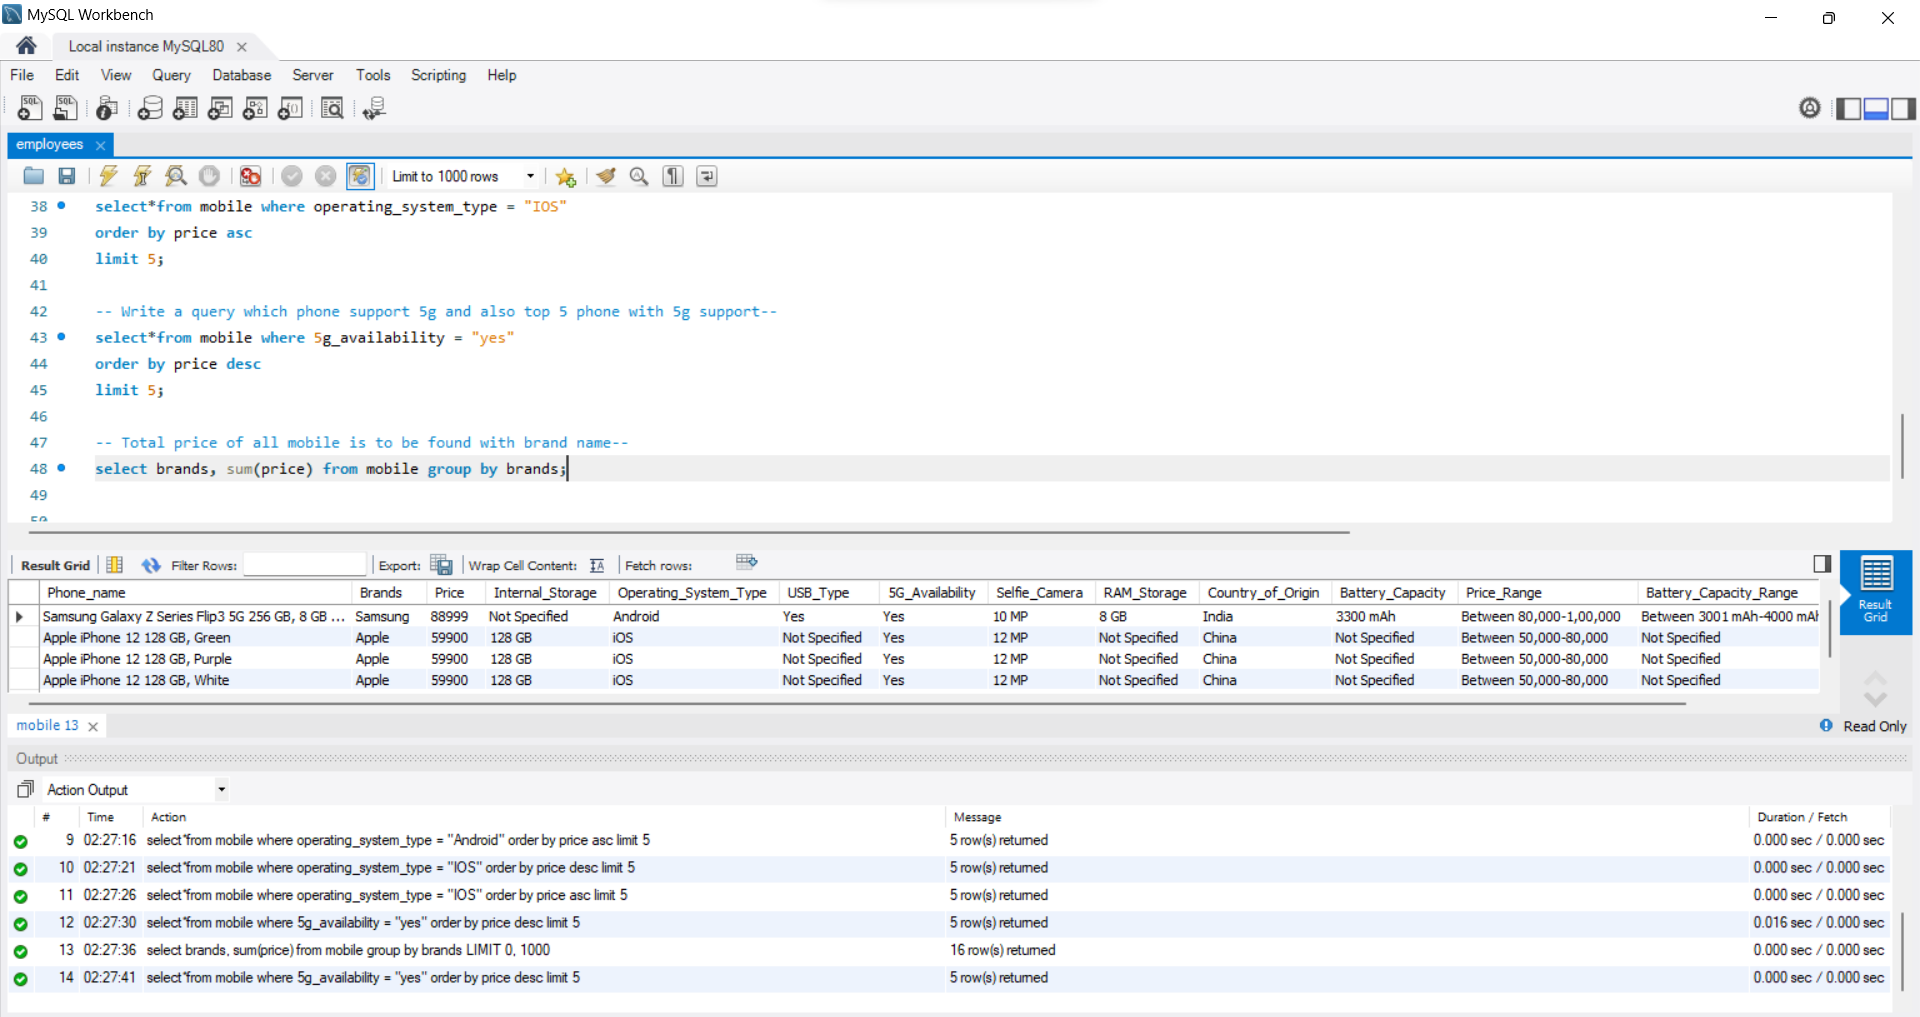 MySQL Workbench
Local instance MySQL80
File Edit View Query Database Server Tools Scripting Help
employees
Limit to 1000 rows
38 select*from mobile where operating_system_type = "IOS"
39 order by price asc
40 limit 5;
41
42 -- Write a query which phone support 5g and also top 5 phone with 5g support--
43 select*from mobile where 5g_availability = "yes"
44 order by price desc
45 limit 5;
46
47 -- Total price of all mobile is to be found with brand name--
48 select brands, sum(price) from mobile group by brands;
49
50
Result Grid Filter Rows: Export: Wrap Cell Content: Fetch rows:
Phone_name Brands Price Internal_Storage Operating_System_Type USB_Type 5G_Availability Selfie_Camera RAM_Storage Country_of_Origin Battery_Capacity Price_Range Battery_Capacity_Range
Samsung Galaxy Z Series Flip3 5G 256 GB, 8 GB ... Samsung 88999 Not Specified Android Yes Yes 10 MP 8 GB India 3300 mAh Between 80,000-1,00,000 Between 3001 mAh-4000 mAh
Apple iPhone 12 128 GB, Green Apple 59900 128 GB iOS Not Specified Yes 12 MP Not Specified China Not Specified Between 50,000-80,000 Not Specified
Apple iPhone 12 128 GB, Purple Apple 59900 128 GB iOS Not Specified Yes 12 MP Not Specified China Not Specified Between 50,000-80,000 Not Specified
Apple iPhone 12 128 GB, White Apple 59900 128 GB iOS Not Specified Yes 12 MP Not Specified China Not Specified Between 50,000-80,000 Not Specified
Result
Grid
mobile 13
Read Only
Output
Action Output
# Time Action Message Duration / Fetch
9 02:27:16 select*from mobile where operating_system_type = "Android" order by price asc limit 5 5 row(s) returned 0.000 sec / 0.000 sec
10 02:27:21 select*from mobile where operating_system_type = "IOS" order by price desc limit 5 5 row(s) returned 0.000 sec / 0.000 sec
11 02:27:26 select*from mobile where operating_system_type = "IOS" order by price asc limit 5 5 row(s) returned 0.000 sec / 0.000 sec
12 02:27:30 select*from mobile where 5g_availability = "yes" order by price desc limit 5 5 row(s) returned 0.016 sec / 0.000 sec
13 02:27:36 select brands, sum(price) from mobile group by brands LIMIT 0, 1000 16 row(s) returned 0.000 sec / 0.000 sec
14 02:27:41 select*from mobile where 5g_availability = "yes" order by price desc limit 5 5 row(s) returned 0.000 sec / 0.000 sec